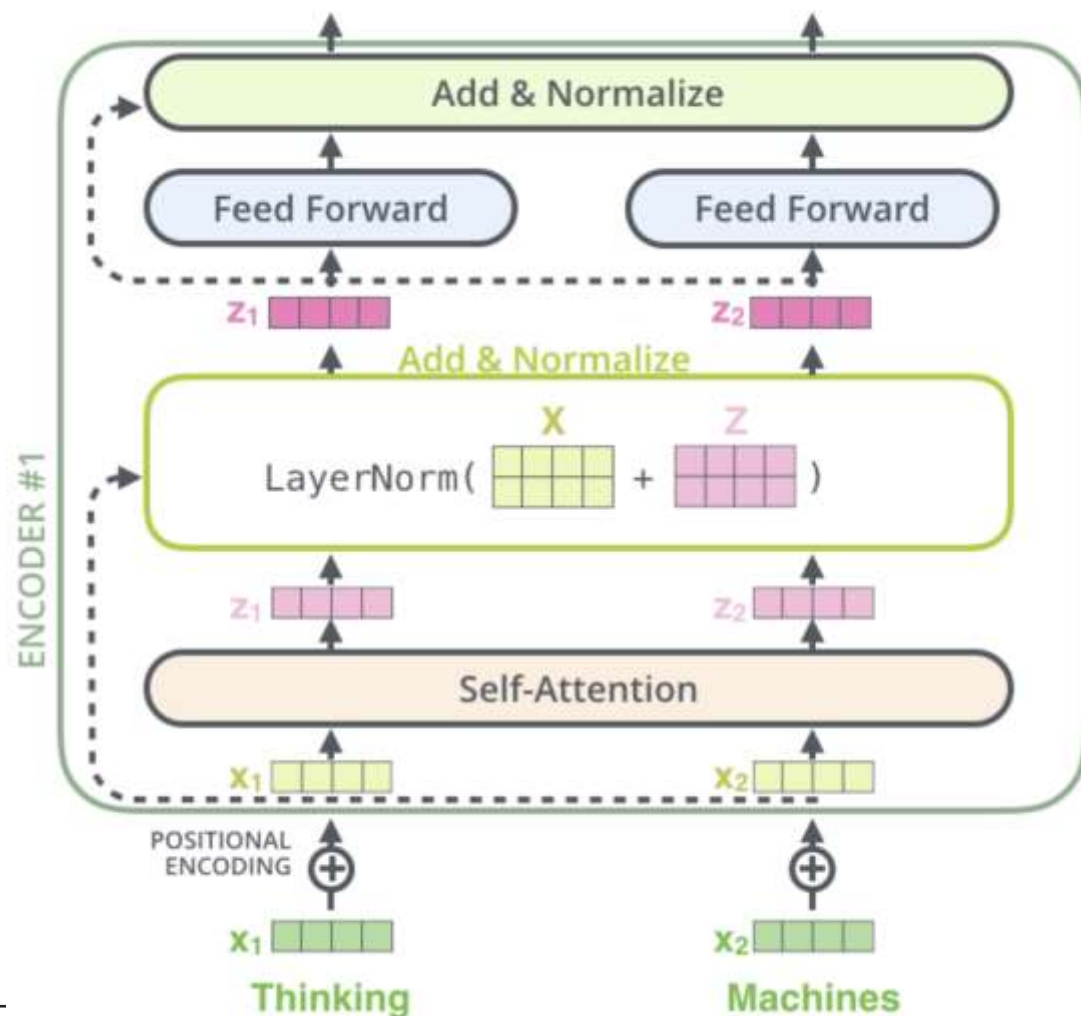 Add & Normalize
Feed Forward Feed Forward
z1 z2
Add & Normalize
X Z
LayerNorm( + )
ENCODER #1
z1 z2
Self-Attention
x1 x2
POSITIONAL
ENCODING
x1 x2
Thinking Machines